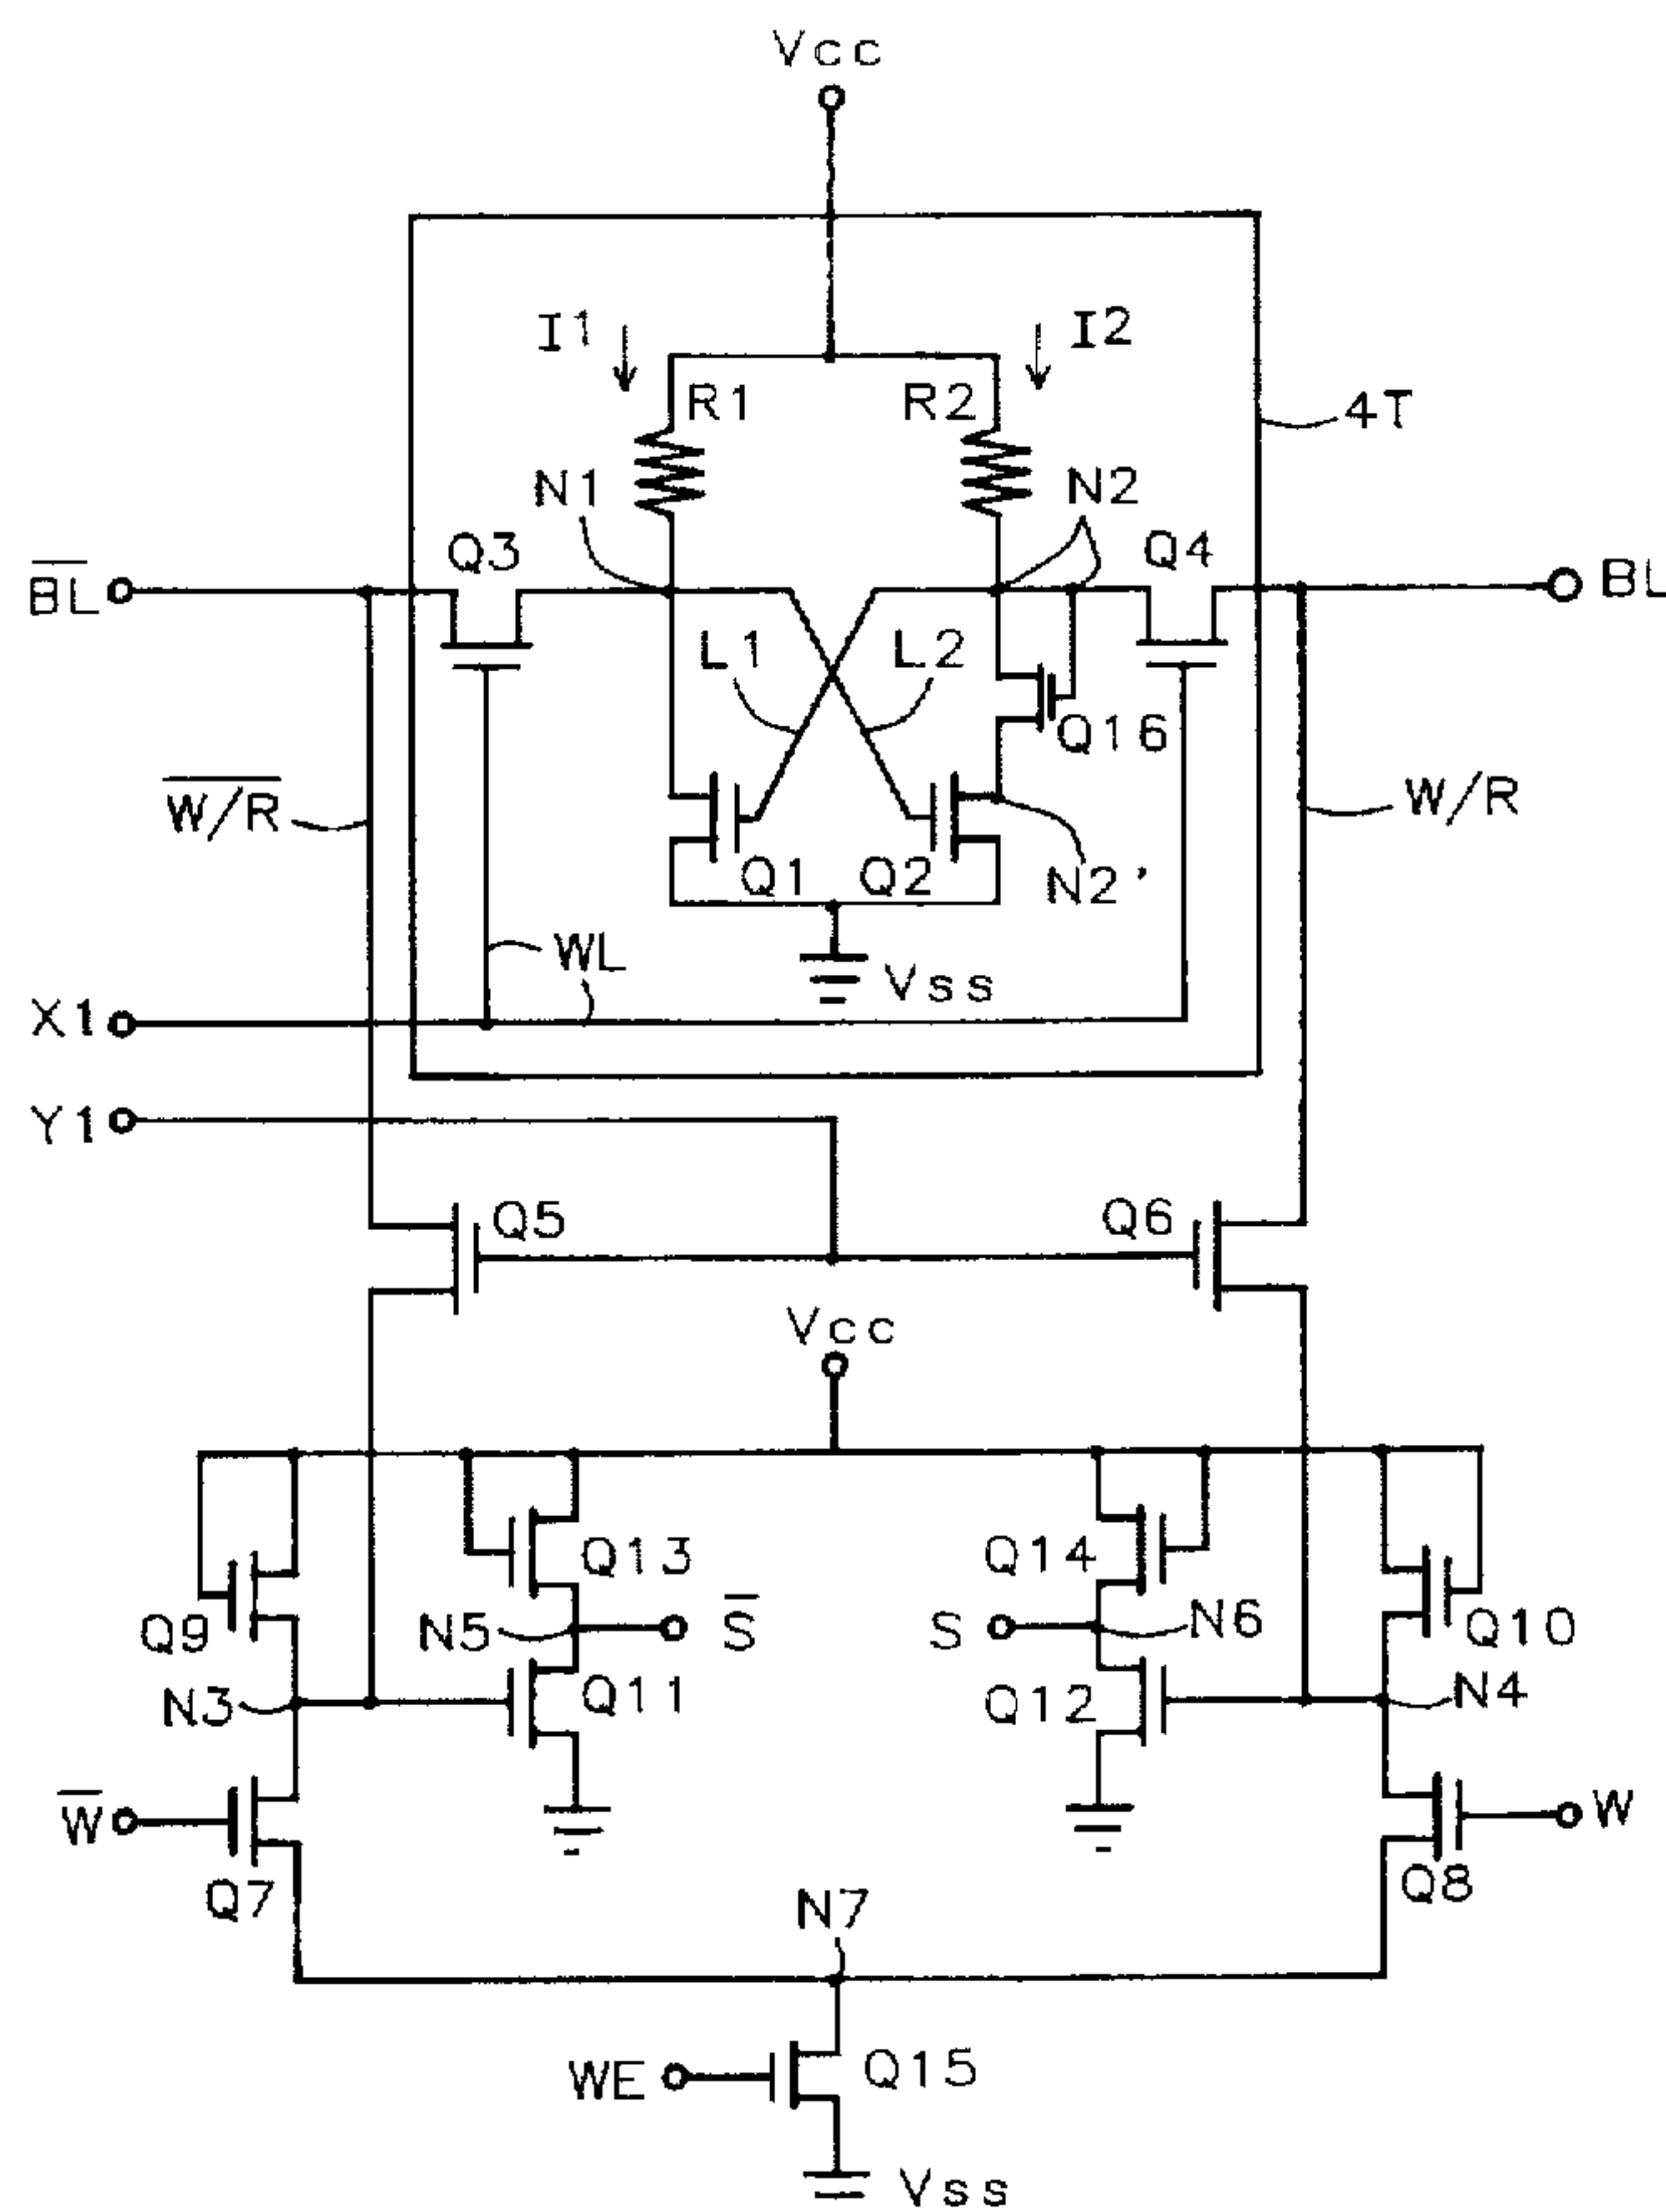 Vcc
I1
I2
R1
R2
4T
N1
N2
Q3
Q4
B̅L̅
BL
L1
L2
Q16
W̅/̅R̅
W/R
Q1
Q2
N2'
WL
Vss
X1
Y1
Q5
Q6
Vcc
Q13
Q14
Q9
N5
S̅
S
N6
Q10
N3
Q11
Q12
N4
W̅
W
Q7
Q8
N7
WE
Q15
Vss